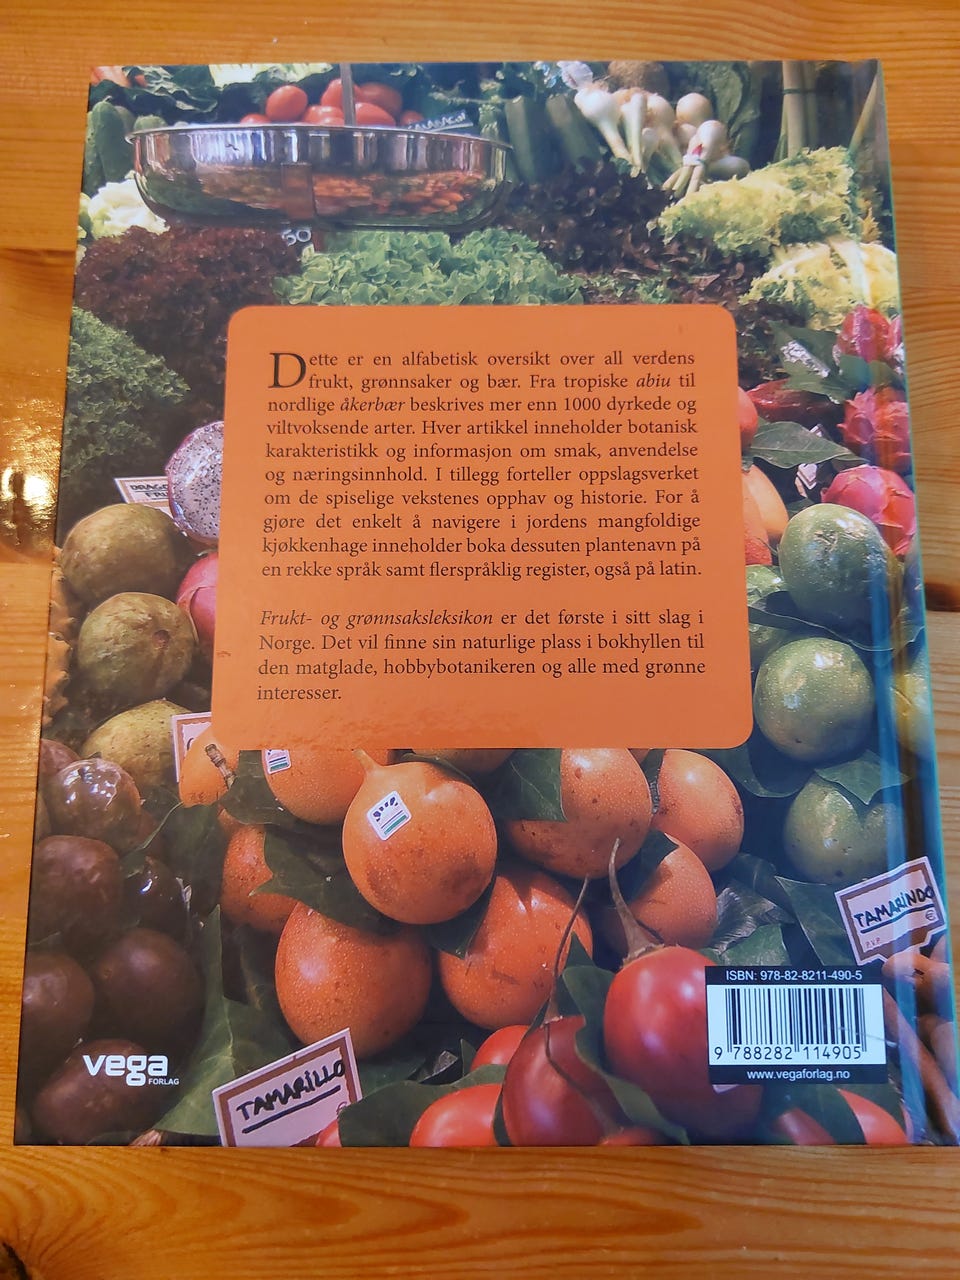 50
Dette er en alfabetisk oversikt over all verdens
frukt, grønnsaker og bær. Fra tropiske abiu til
nordlige åkerbær beskrives mer enn 1000 dyrkede og
viltvoksende arter. Hver artikkel inneholder botanisk
karakteristikk og informasjon om smak, anvendelse
og næringsinnhold. I tillegg forteller oppslagsverket
om de spiselige vekstenes opphav og historie. For å
gjøre det enkelt å navigere i jordens mangfoldige
kjøkkenhage inneholder boka dessuten plantenavn på
en rekke språk samt flerspråklig register, også på latin.
Frukt- og grønnsaksleksikon er det første i sitt slag i
Norge. Det vil finne sin naturlige plass i bokhyllen til
den matglade, hobbybotanikeren og alle med grønne
interesser.
TAMARINDO
P.V.P.
€
ISBN: 978-82-8211-490-5
9 788282 114905
www.vegaforlag.no
vega
FORLAG
TAMARILLO